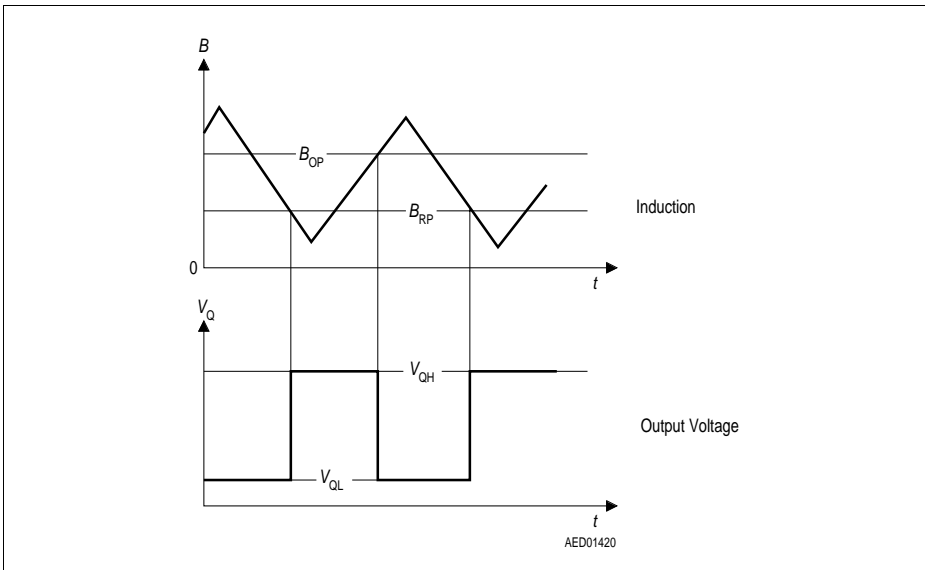 B
B_OP
B_RP
Induction
0
t
V_Q
V_QH
Output Voltage
V_QL
t
AED01420